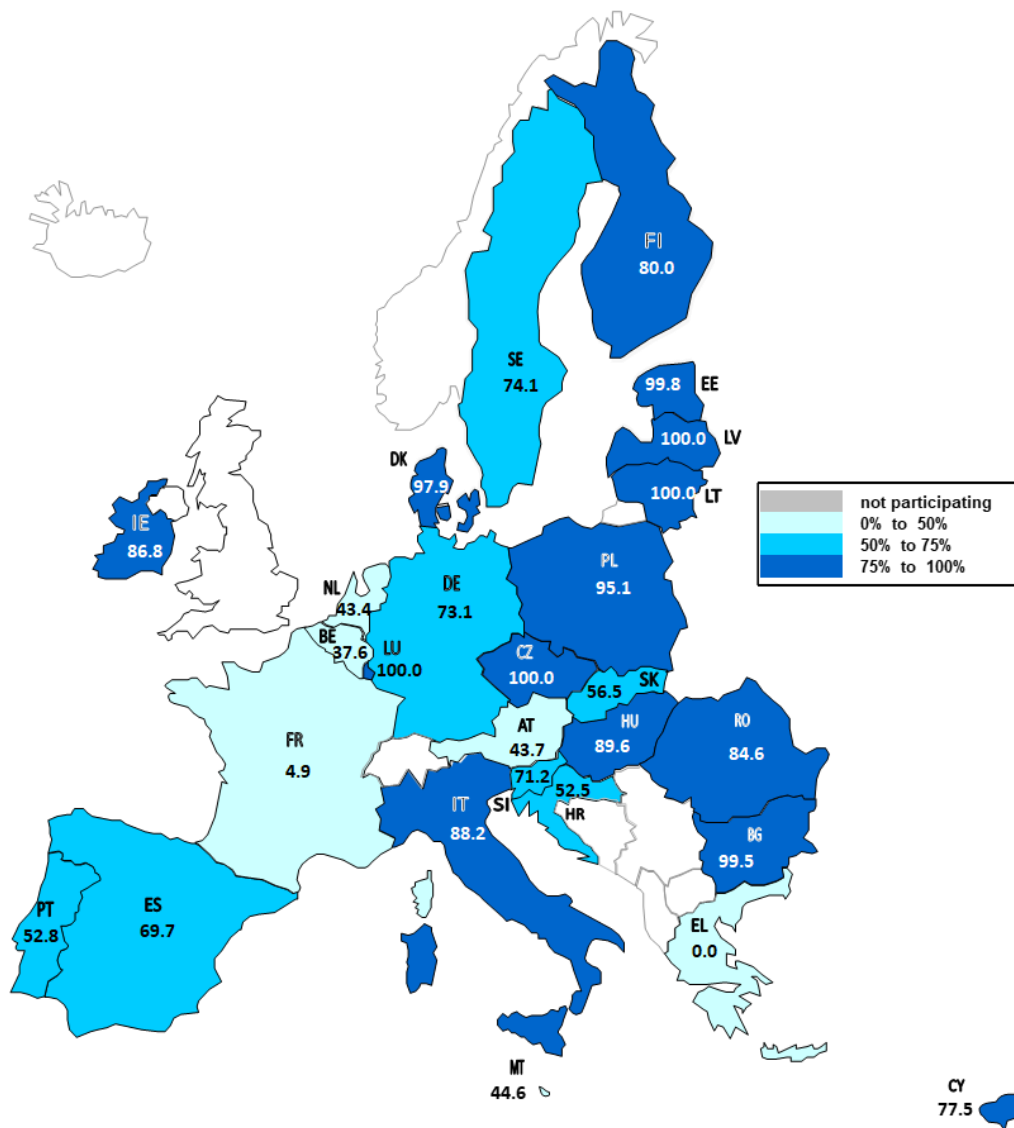 FI
80.0
SE
74.1
99.8 EE
100.0 LV
DK
97.9
100.0 LT
not participating
0% to 50%
50% to 75%
75% to 100%
IE
86.8
PL
95.1
NL
43.4
DE
73.1
BE
37.6
LU
100.0
CZ
100.0
SK
56.5
HU
89.6
RO
84.6
AT
43.7
FR
4.9
71.2
SI
52.5
HR
IT
88.2
BG
99.5
PT
52.8
ES
69.7
EL
0.0
MT
44.6
CY
77.5